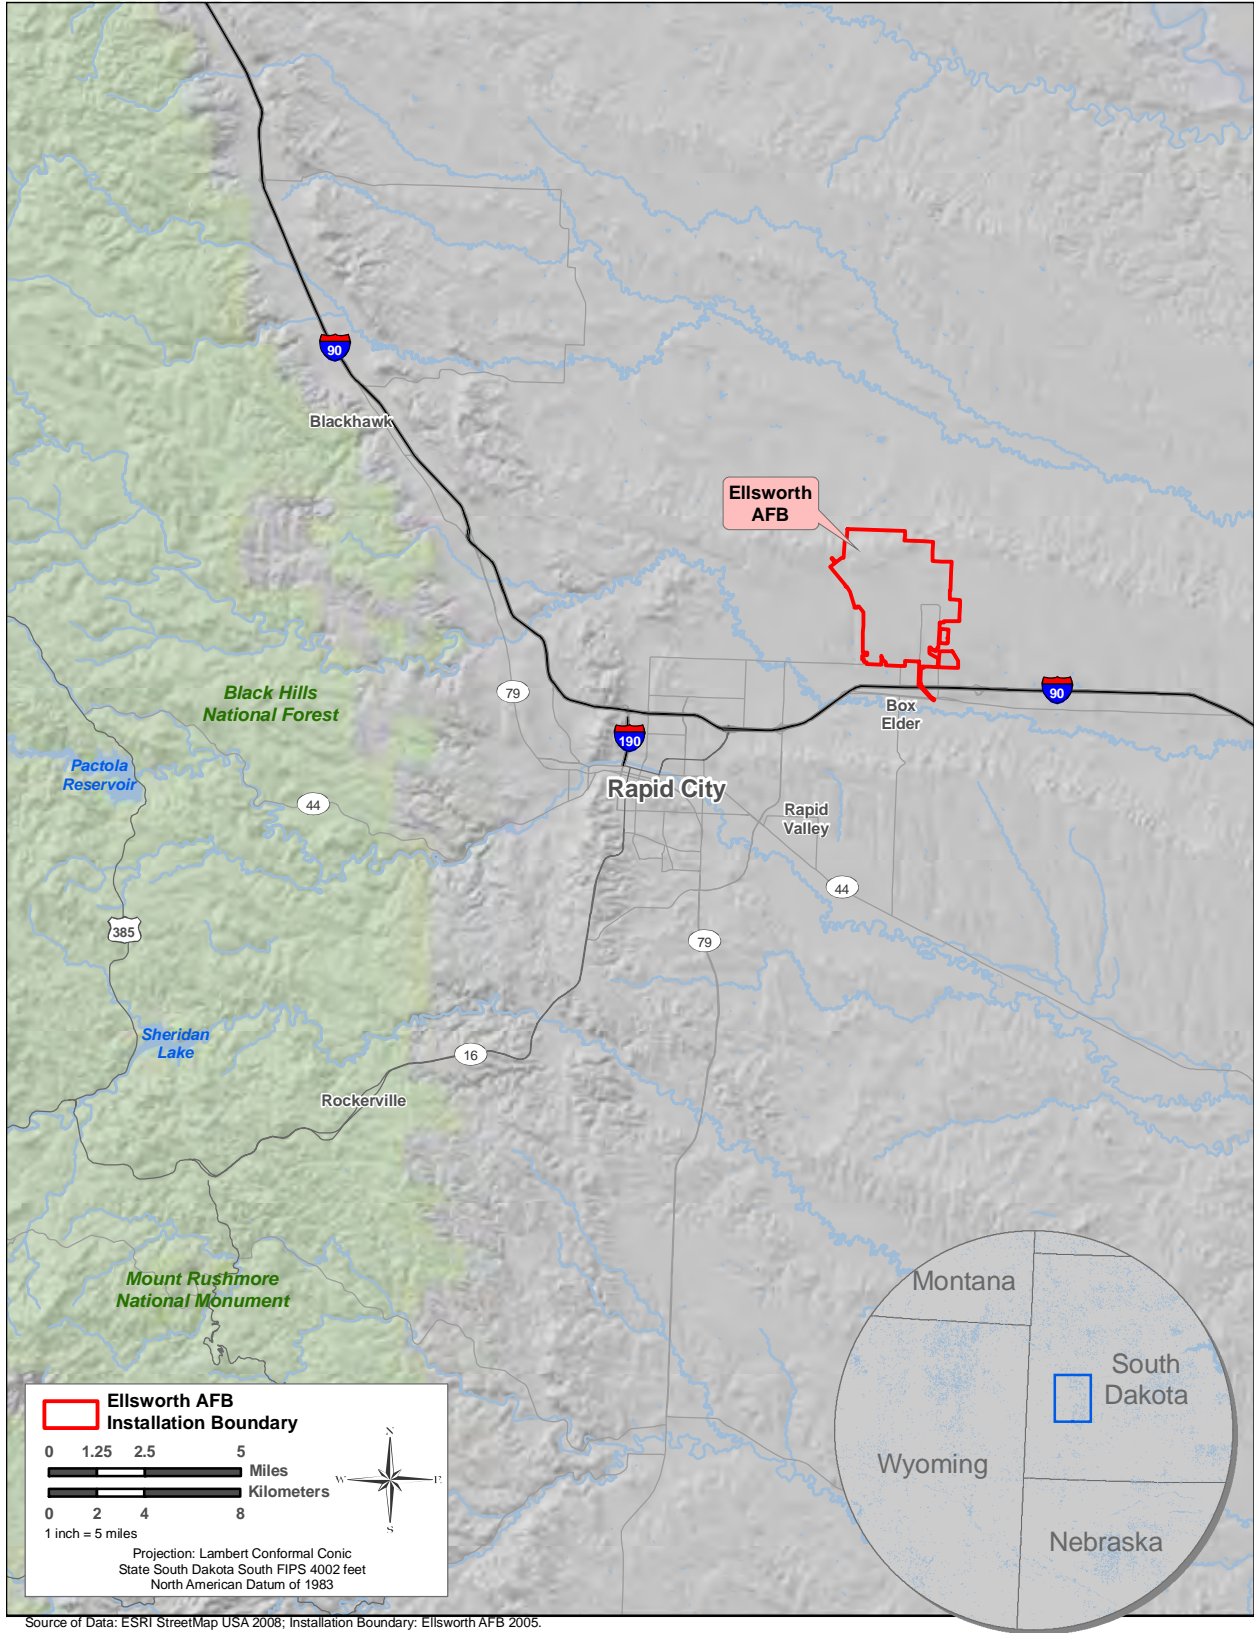 90
Blackhawk
Ellsworth
AFB
Black Hills
National Forest
79
90
Box
Elder
190
Pactola
Reservoir
Rapid City
44
Rapid
Valley
44
385
79
Sheridan
Lake
16
Rockerville
Mount Rushmore
National Monument
Montana
South
Dakota
Wyoming
Nebraska
Ellsworth AFB
Installation Boundary
0 1.25 2.5 5
Miles
Kilometers
0 2 4 8
1 inch = 5 miles
N
W E
S
Projection: Lambert Conformal Conic
State South Dakota South FIPS 4002 feet
North American Datum of 1983
Source of Data: ESRI StreetMap USA 2008; Installation Boundary: Ellsworth AFB 2005.